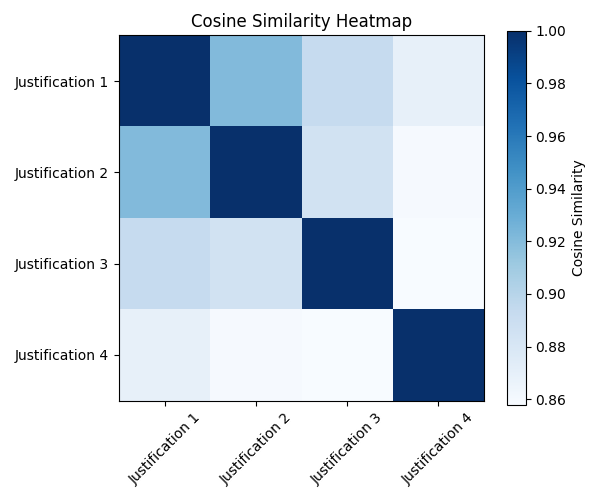 Cosine Similarity Heatmap
Justification 1
Justification 2
Justification 3
Justification 4
Justification 1
Justification 2
Justification 3
Justification 4
1.00
0.98
0.96
0.94
0.92
0.90
0.88
0.86
Cosine Similarity